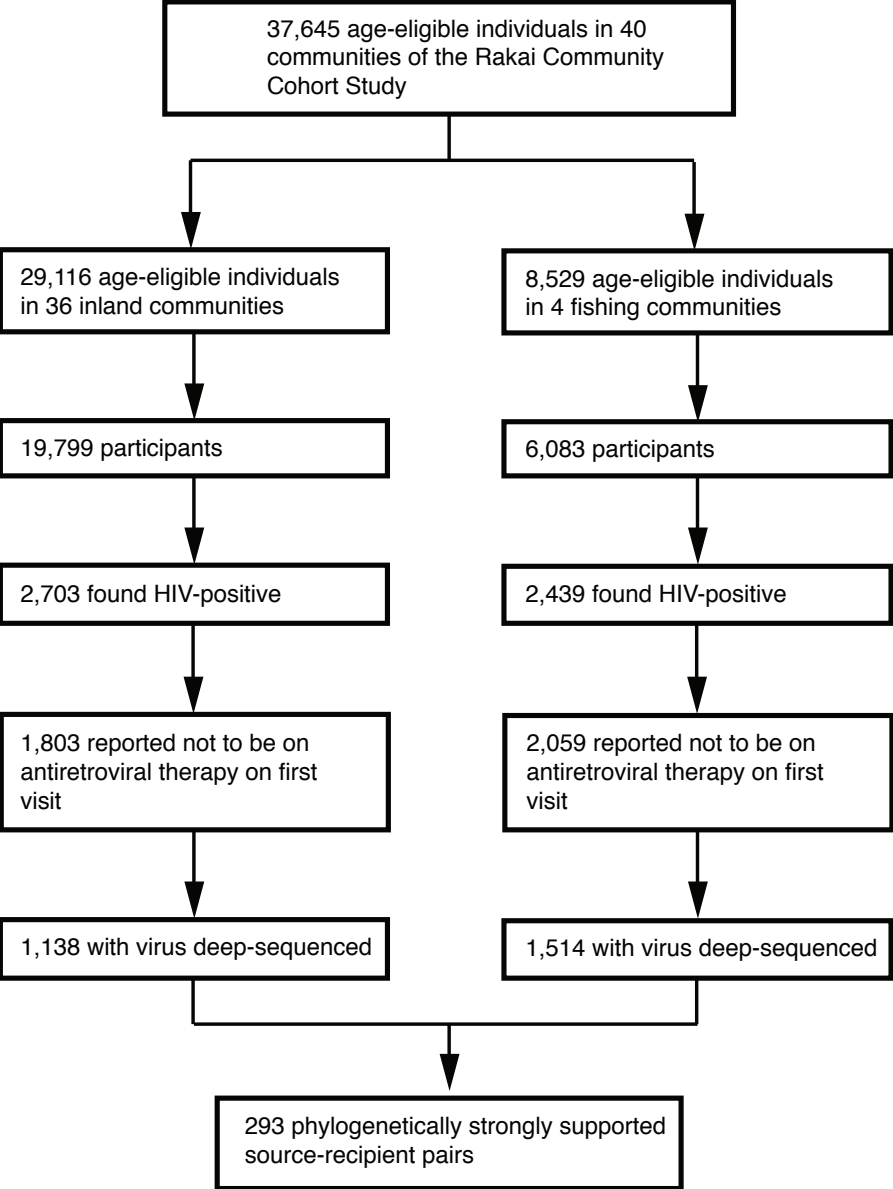 37,645 age-eligible individuals in 40
communities of the Rakai Community
Cohort Study
29,116 age-eligible individuals
in 36 inland communities
8,529 age-eligible individuals
in 4 fishing communities
19,799 participants
6,083 participants
2,703 found HIV-positive
2,439 found HIV-positive
1,803 reported not to be on
antiretroviral therapy on first
visit
2,059 reported not to be on
antiretroviral therapy on first
visit
1,138 with virus deep-sequenced
1,514 with virus deep-sequenced
293 phylogenetically strongly supported
source-recipient pairs